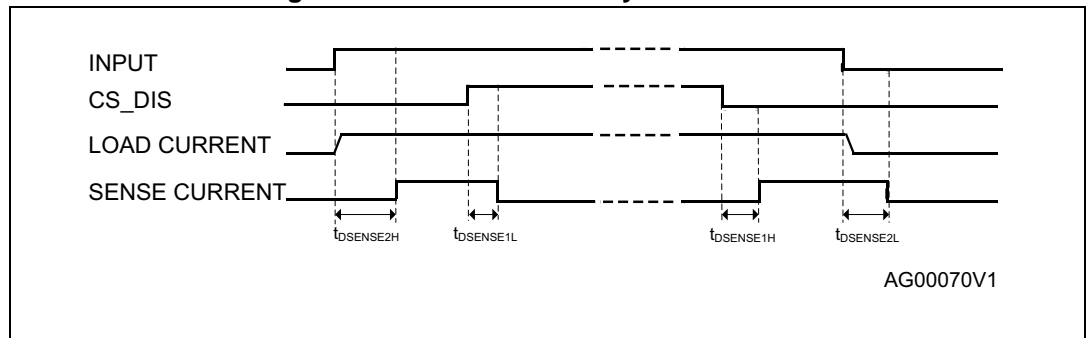 INPUT
CS_DIS
LOAD CURRENT
SENSE CURRENT
tDSENSE2H
tDSENSE1L
tDSENSE1H
tDSENSE2L
AG00070V1